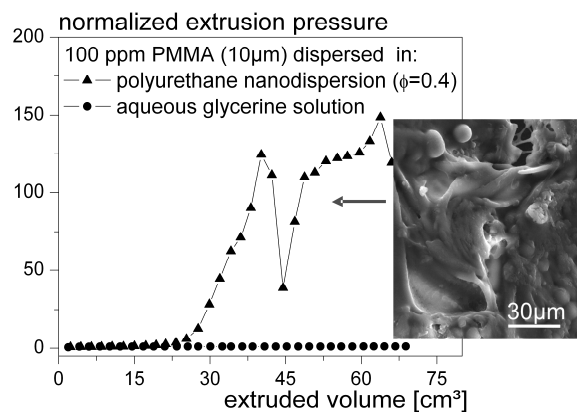 normalized extrusion pressure
200
100 ppm PMMA (10µm) dispersed in:
polyurethane nanodispersion (ϕ=0.4)
aqueous glycerine solution
150
100
50
0
30µm
0 15 30 45 60 75
extruded volume [cm³]